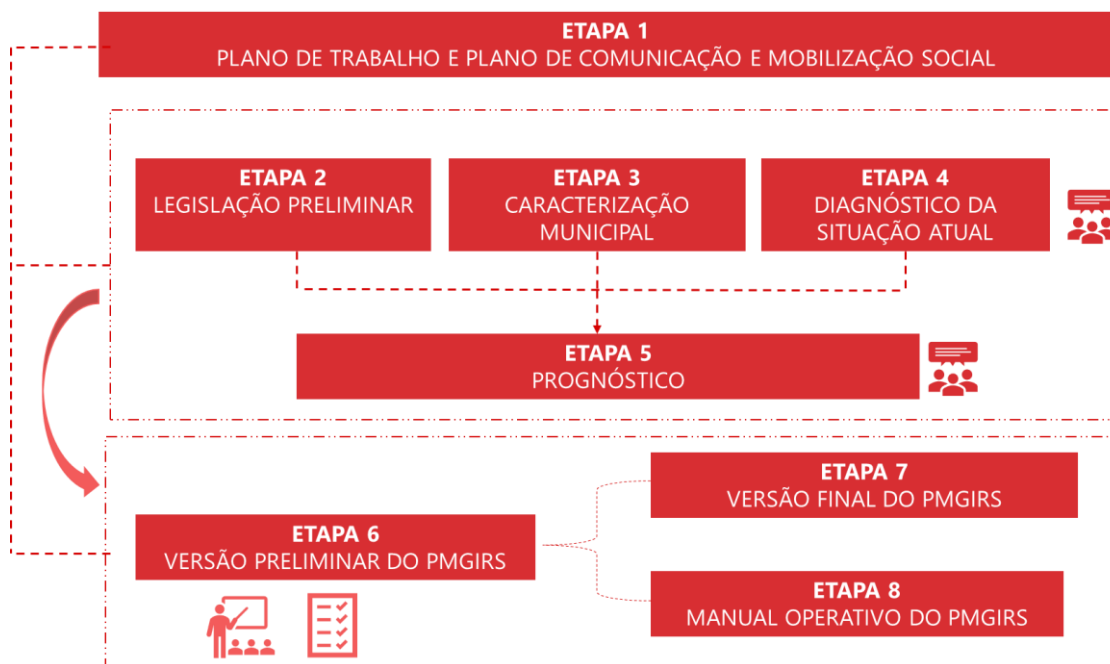 ETAPA 1
PLANO DE TRABALHO E PLANO DE COMUNICAÇÃO E MOBILIZAÇÃO SOCIAL
ETAPA 2
LEGISLAÇÃO PRELIMINAR
ETAPA 3
CARACTERIZAÇÃO
MUNICIPAL
ETAPA 4
DIAGNÓSTICO DA
SITUAÇÃO ATUAL
ETAPA 5
PROGNÓSTICO
ETAPA 6
VERSÃO PRELIMINAR DO PMGIRS
ETAPA 7
VERSÃO FINAL DO PMGIRS
ETAPA 8
MANUAL OPERATIVO DO PMGIRS